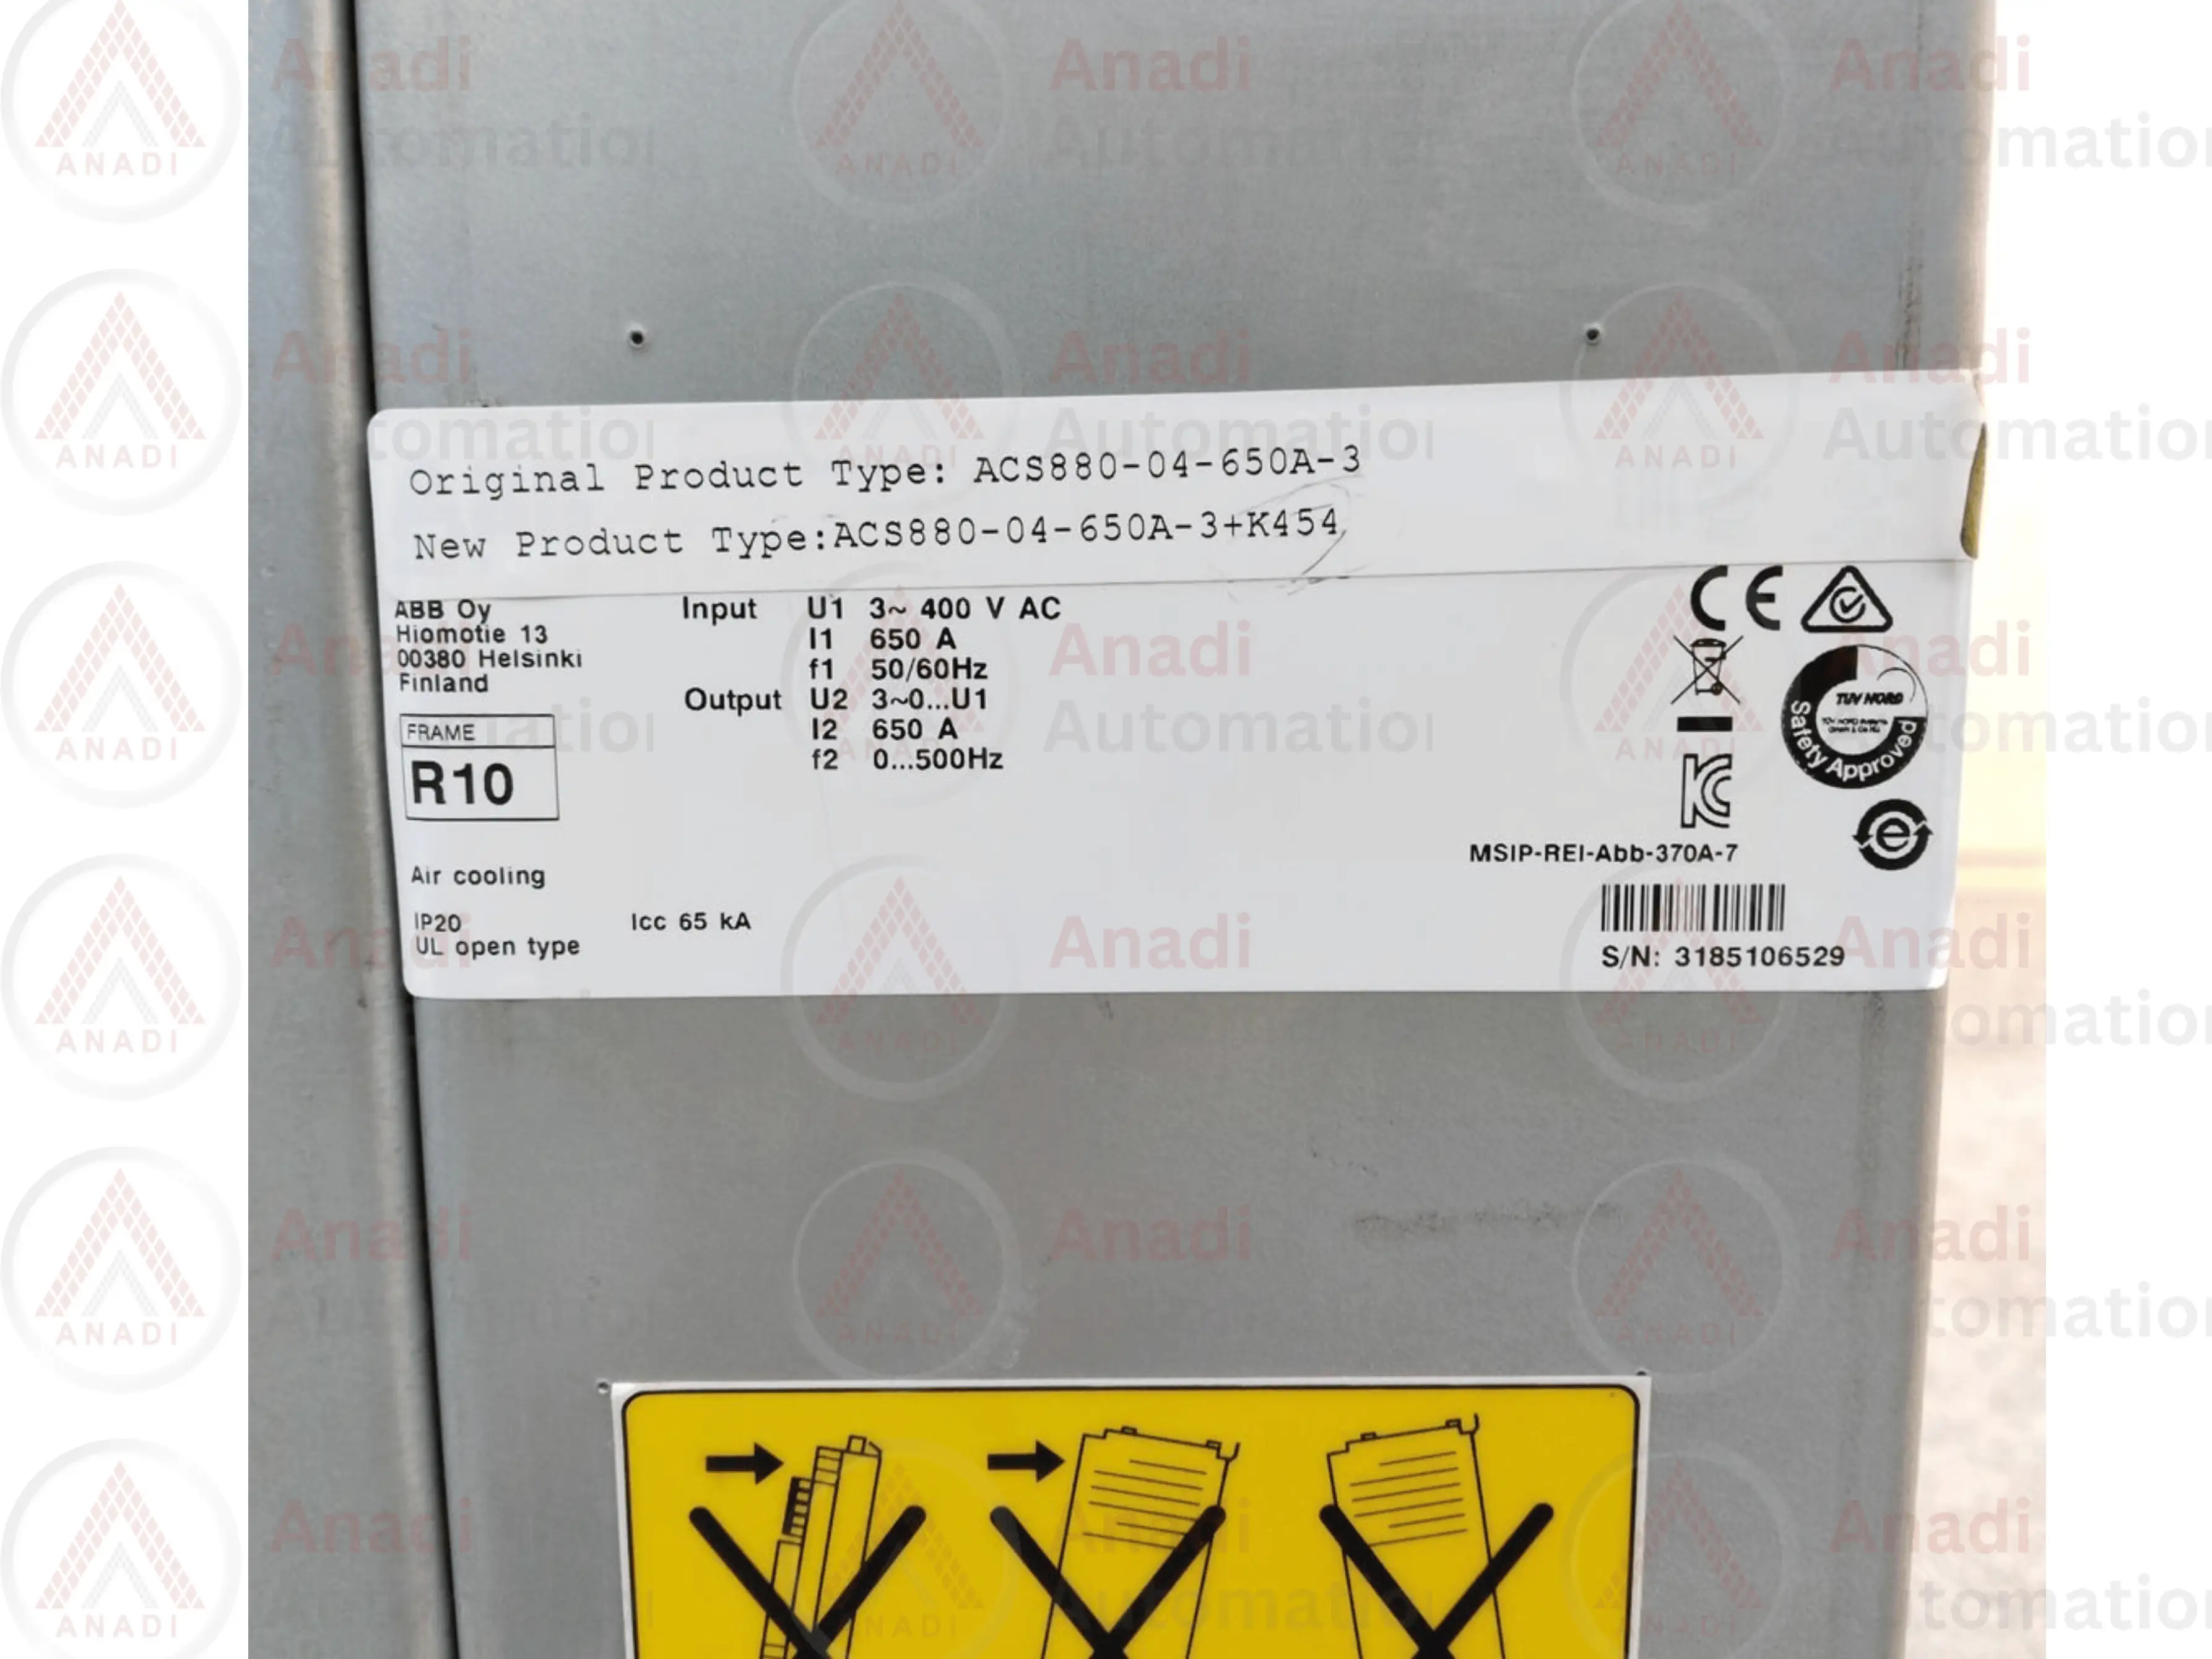 Original Product Type: ACS880-04-650A-3
New Product Type:ACS880-04-650A-3+K454
ABB Oy
Hiomotie 13
00380 Helsinki
Finland
FRAME
R10
Air cooling
IP20
UL open type
Input U1 3~ 400 V AC
I1 650 A
f1 50/60Hz
Output U2 3~0...U1
I2 650 A
f2 0...500Hz
Icc 65 kA
CE
TÜV NORD
Safety Approved
MSIP-REI-Abb-370A-7
S/N: 3185106529
ANADI
Anadi
Automation